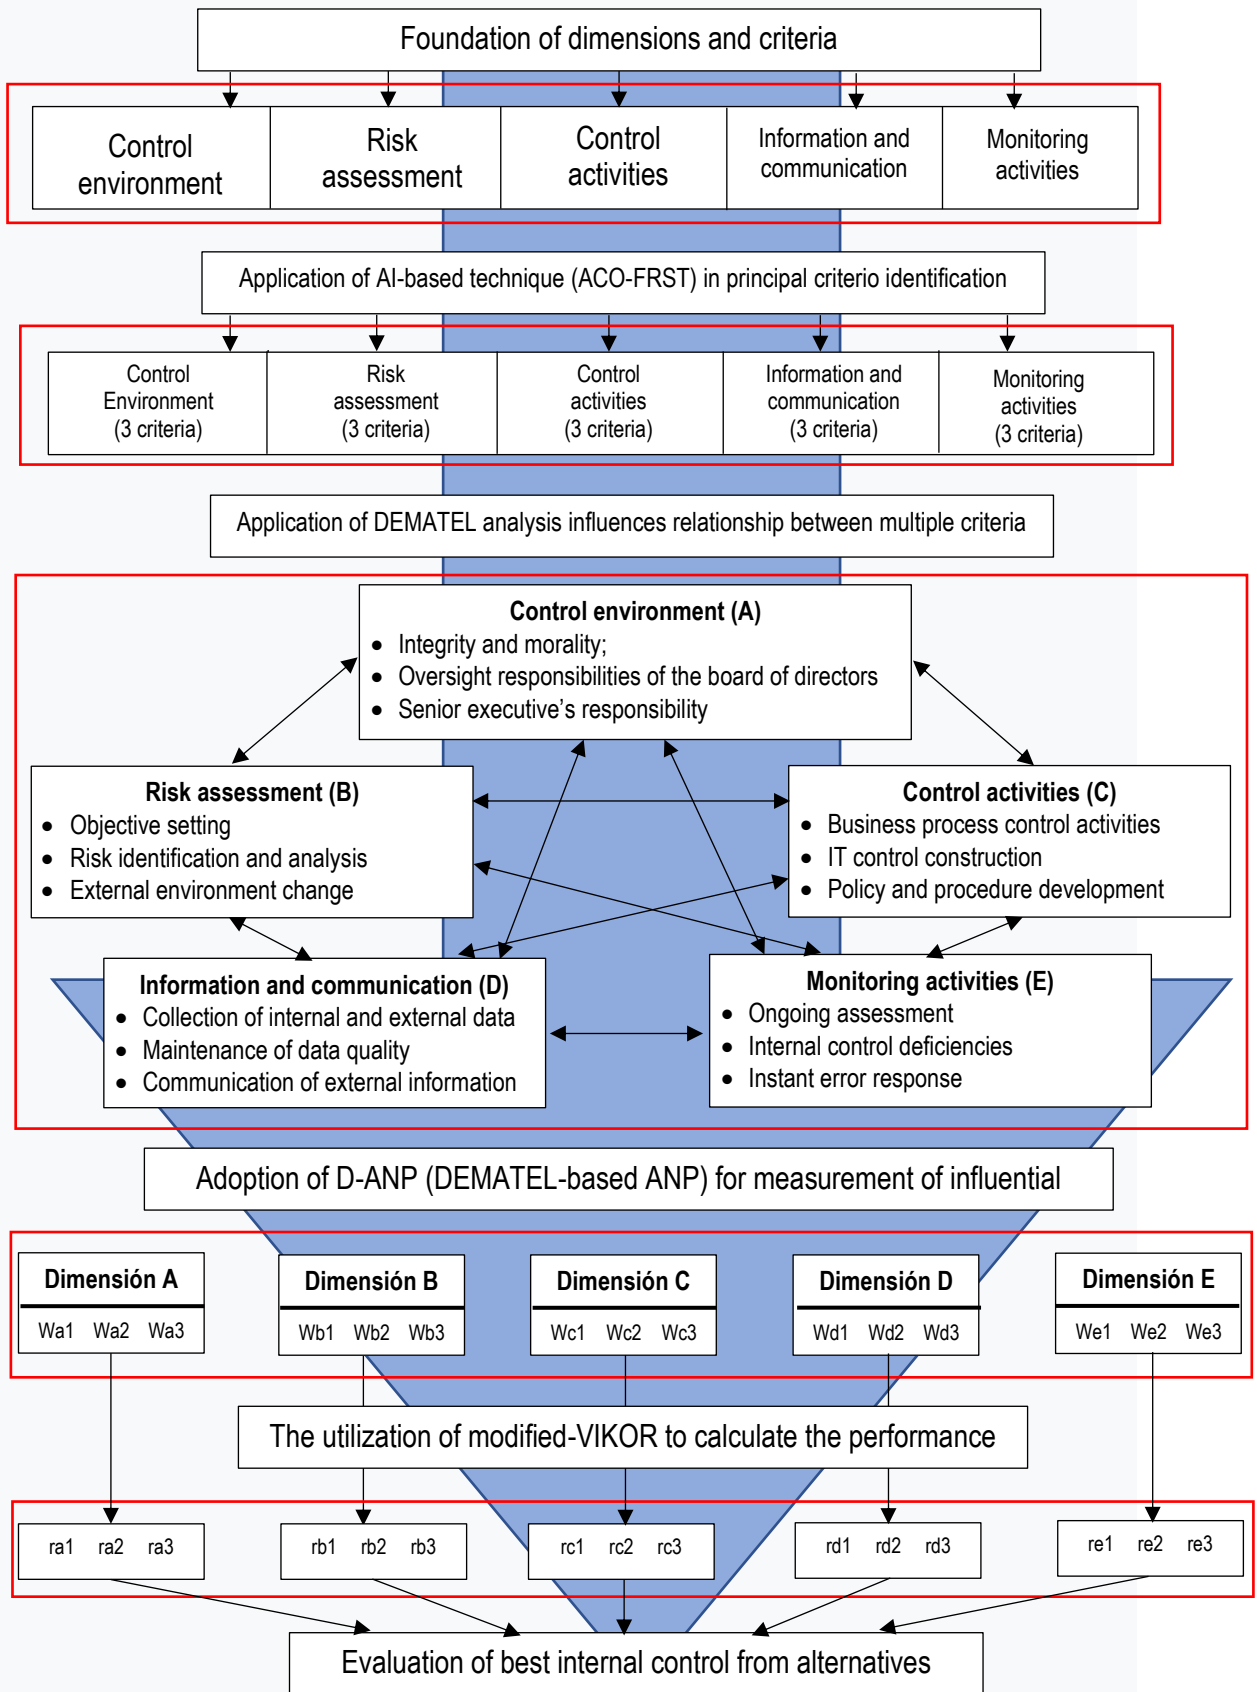 Foundation of dimensions and criteria
Control
environment
Risk
assessment
Control
activities
Information and
communication
Monitoring
activities
Application of AI-based technique (ACO-FRST) in principal criterio identification
Control
Environment
(3 criteria)
Risk
assessment
(3 criteria)
Control
activities
(3 criteria)
Information and
communication
(3 criteria)
Monitoring
activities
(3 criteria)
Application of DEMATEL analysis influences relationship between multiple criteria
Control environment (A)
• Integrity and morality;
• Oversight responsibilities of the board of directors
• Senior executive’s responsibility
Risk assessment (B)
• Objective setting
• Risk identification and analysis
• External environment change
Control activities (C)
• Business process control activities
• IT control construction
• Policy and procedure development
Information and communication (D)
• Collection of internal and external data
• Maintenance of data quality
• Communication of external information
Monitoring activities (E)
• Ongoing assessment
• Internal control deficiencies
• Instant error response
Adoption of D-ANP (DEMATEL-based ANP) for measurement of influential
Dimensión A
Wa1 Wa2 Wa3
Dimensión B
Wb1 Wb2 Wb3
Dimensión C
Wc1 Wc2 Wc3
Dimensión D
Wd1 Wd2 Wd3
Dimensión E
We1 We2 We3
The utilization of modified-VIKOR to calculate the performance
ra1 ra2 ra3
rb1 rb2 rb3
rc1 rc2 rc3
rd1 rd2 rd3
re1 re2 re3
Evaluation of best internal control from alternatives